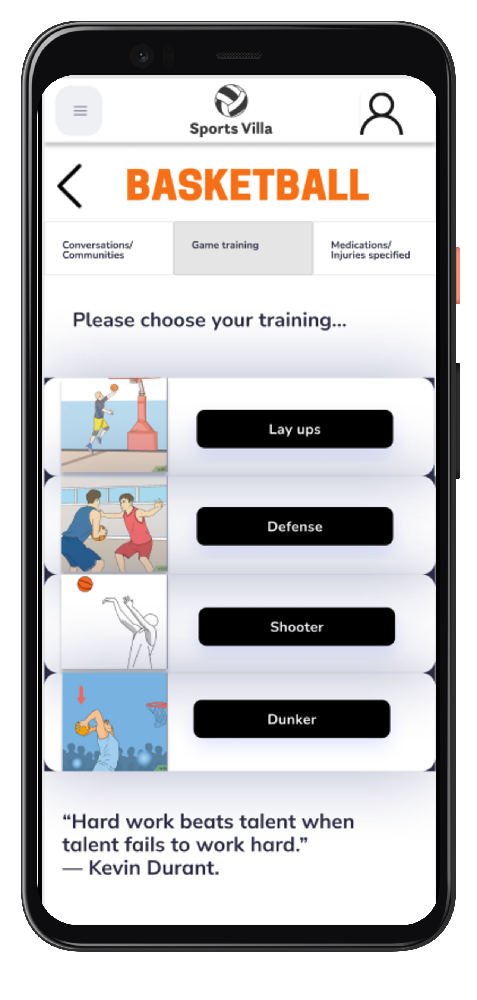 Sports Villa
BASKETBALL
Conversations/
Communities
Game training
Medications/
Injuries specified
Please choose your training...
Lay ups
Defense
Shooter
Dunker
“Hard work beats talent when
talent fails to work hard.”
— Kevin Durant.